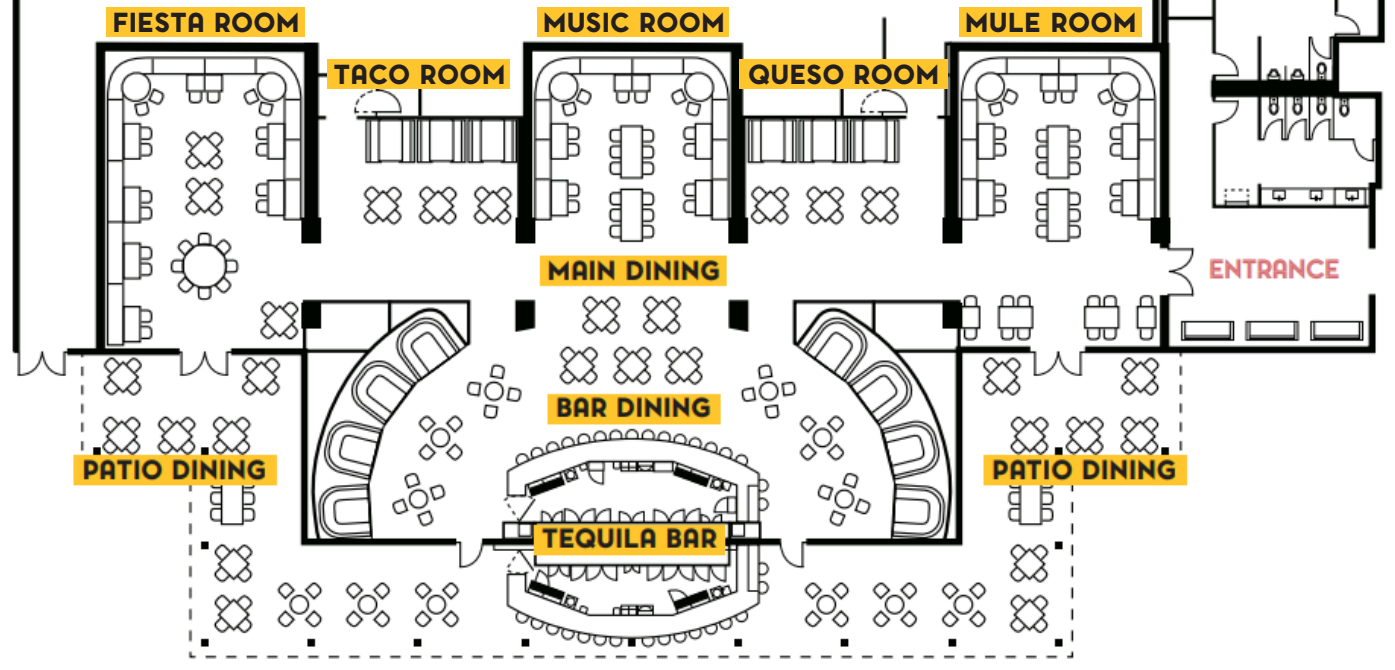 FIESTA ROOM
MUSIC ROOM
MULE ROOM
TACO ROOM
QUESO ROOM
MAIN DINING
ENTRANCE
BAR DINING
PATIO DINING
PATIO DINING
TEQUILA BAR